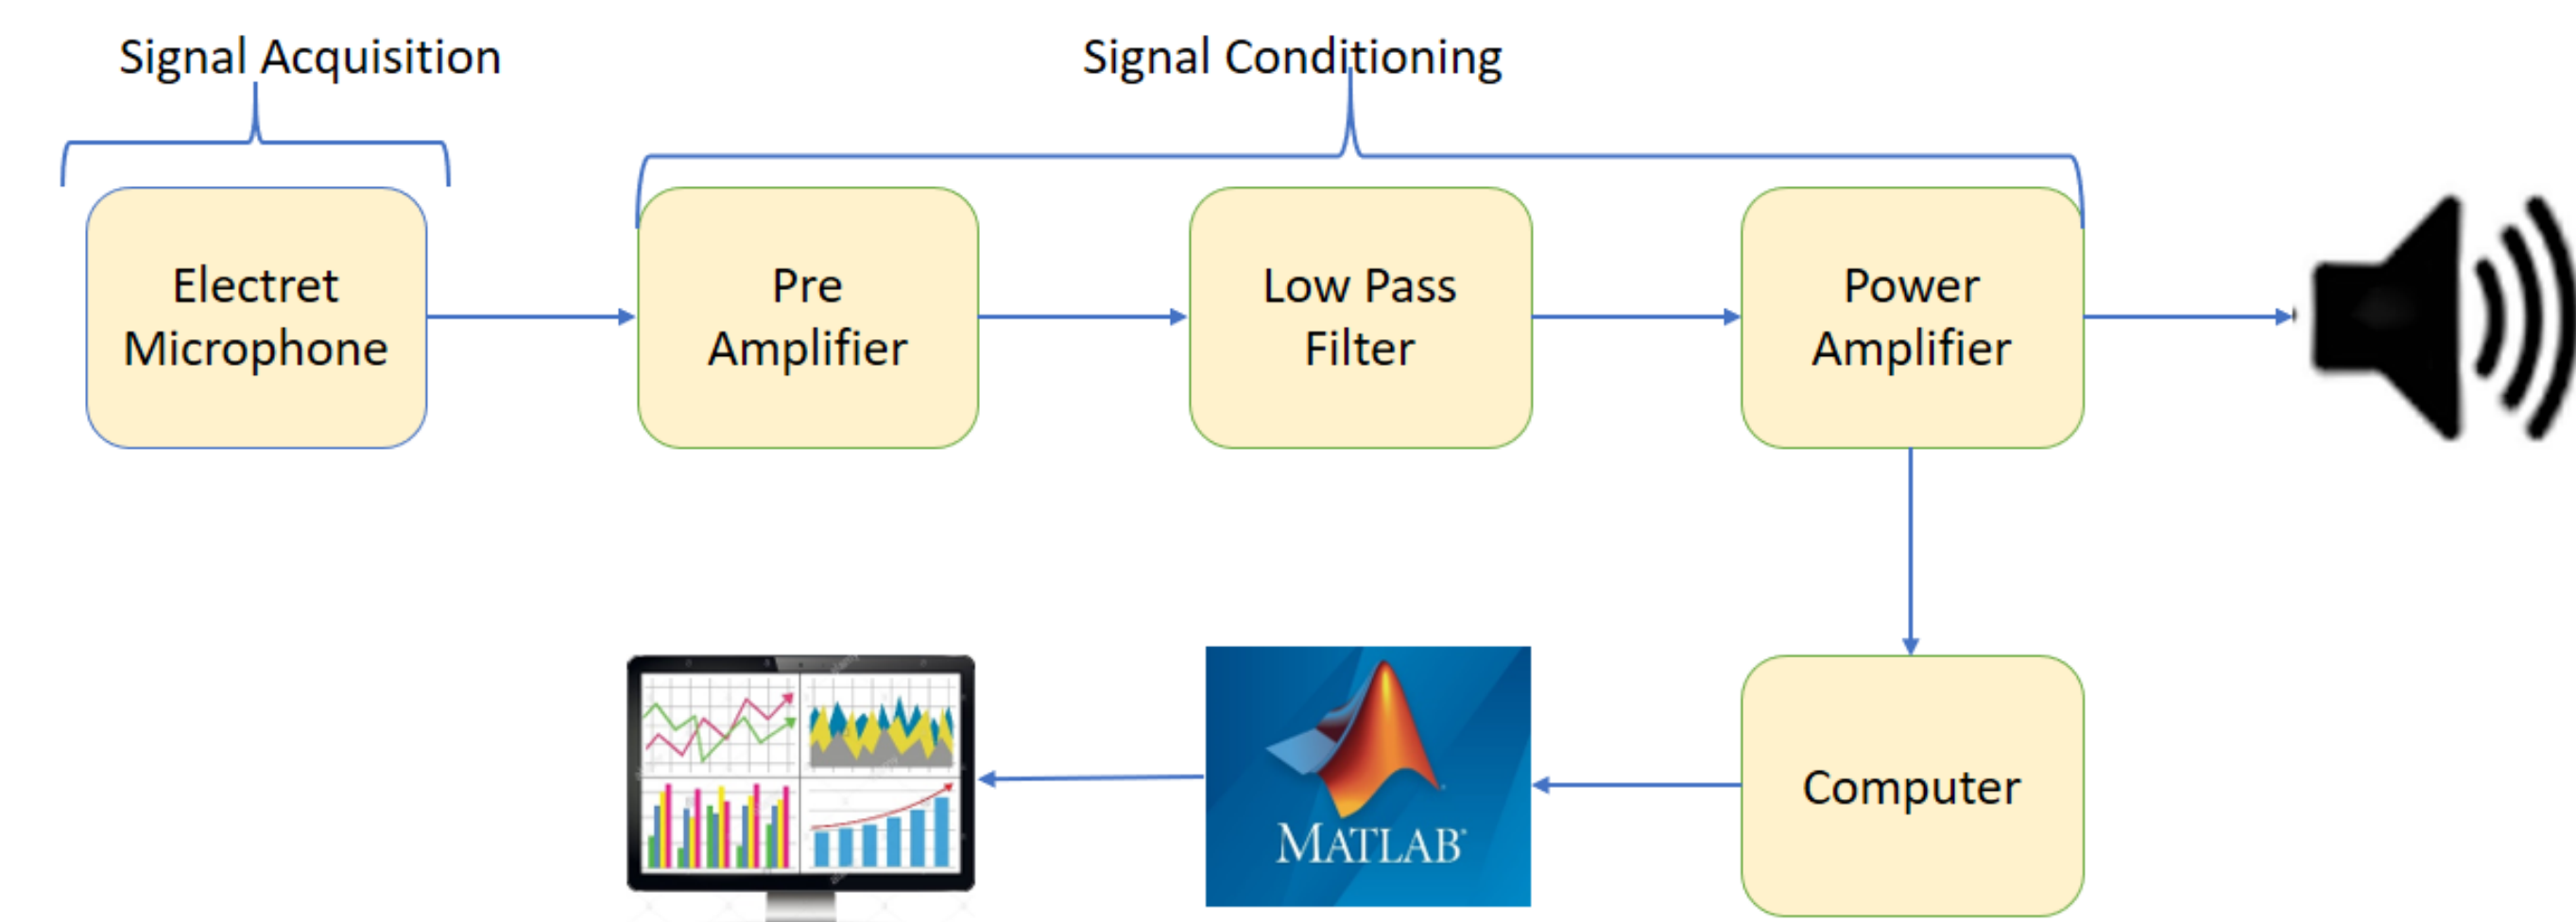 Signal Acquisition
Signal Conditioning
Electret
Microphone
Pre
Amplifier
Low Pass
Filter
Power
Amplifier
MATLAB®
Computer